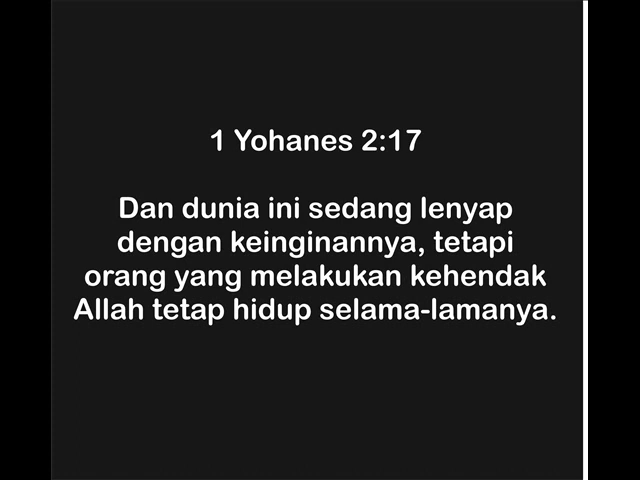 1 Yohanes 2:17
Dan dunia ini sedang lenyap
dengan keinginannya, tetapi
orang yang melakukan kehendak
Allah tetap hidup selama-lamanya.